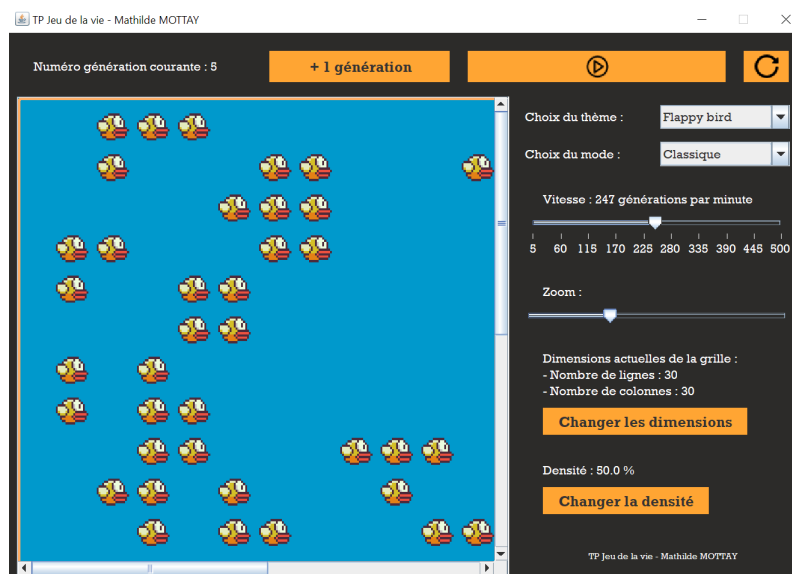 TP Jeu de la vie - Mathilde MOTTAY
Numéro génération courante : 5
+ 1 génération
Choix du thème :
Flappy bird
Choix du mode :
Classique
Vitesse : 247 générations par minute
5 60 115 170 225 280 335 390 445 500
Zoom :
Dimensions actuelles de la grille :
- Nombre de lignes : 30
- Nombre de colonnes : 30
Changer les dimensions
Densité : 50.0 %
Changer la densité
TP Jeu de la vie - Mathilde MOTTAY